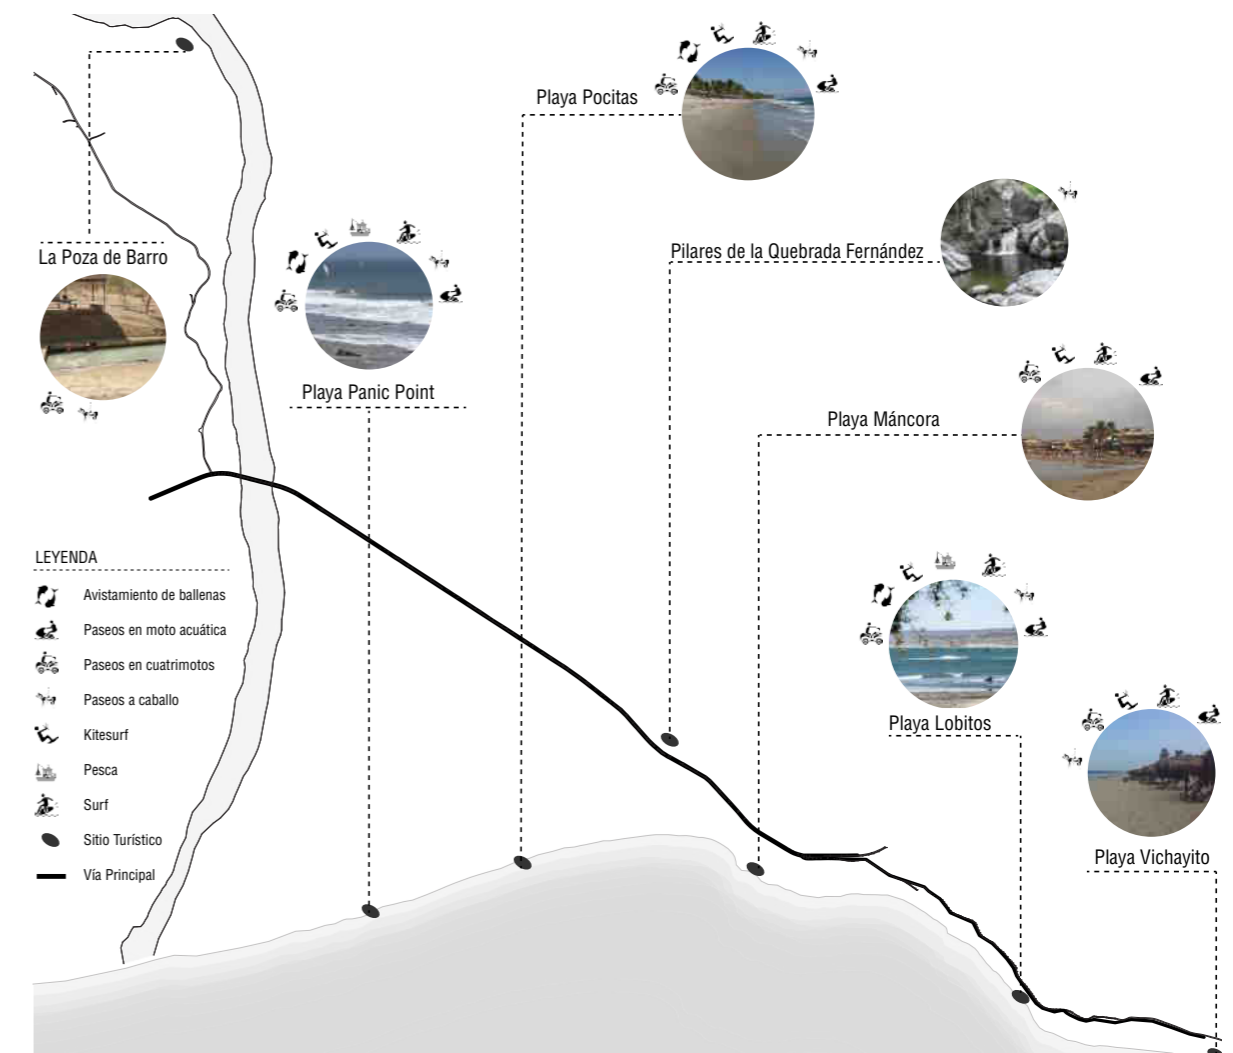 Playa Pocitas
Pilares de la Quebrada Fernández
La Poza de Barro
Playa Panic Point
Playa Máncora
Playa Lobitos
Playa Vichayito
LEYENDA
Avistamiento de ballenas
Paseos en moto acuática
Paseos en cuatrimotos
Paseos a caballo
Kitesurf
Pesca
Surf
Sitio Turístico
Vía Principal